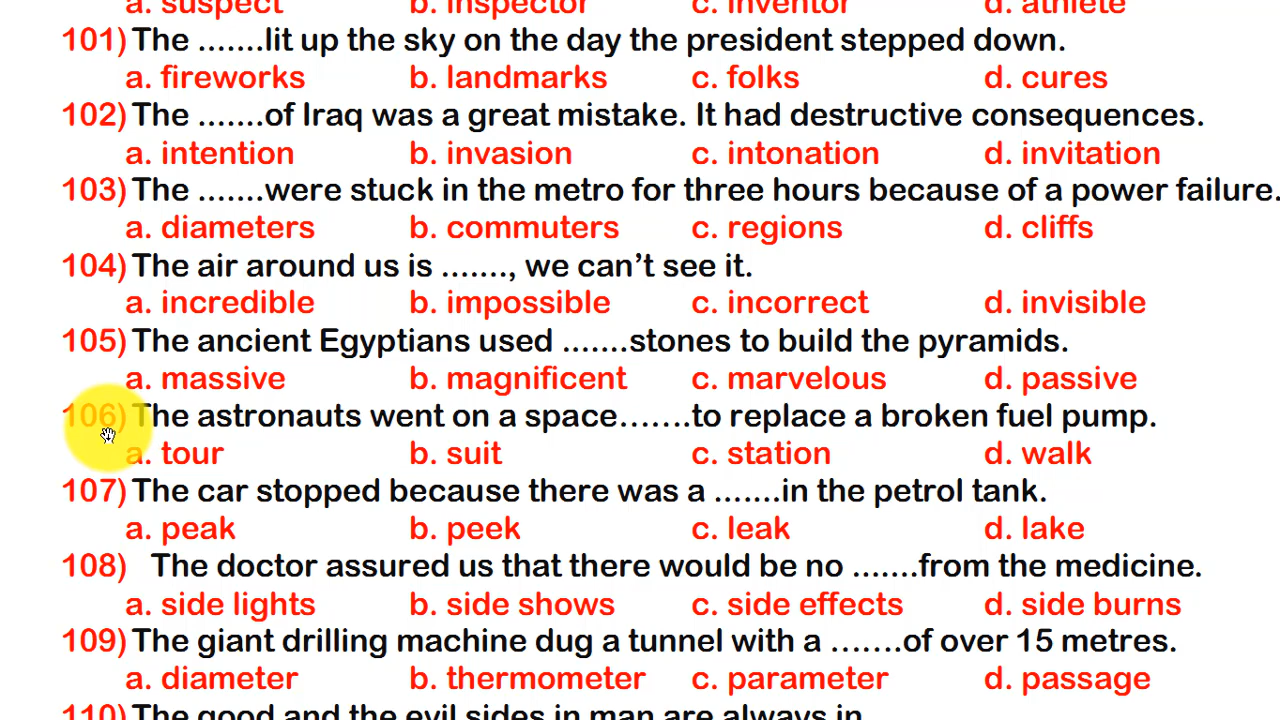 a. suspect b. inspector c. inventor d. athlete
101) The .......lit up the sky on the day the president stepped down.
a. fireworks b. landmarks c. folks d. cures
102) The .......of Iraq was a great mistake. It had destructive consequences.
a. intention b. invasion c. intonation d. invitation
103) The .......were stuck in the metro for three hours because of a power failure.
a. diameters b. commuters c. regions d. cliffs
104) The air around us is ......., we can’t see it.
a. incredible b. impossible c. incorrect d. invisible
105) The ancient Egyptians used .......stones to build the pyramids.
a. massive b. magnificent c. marvelous d. passive
106) The astronauts went on a space…….to replace a broken fuel pump.
a. tour b. suit c. station d. walk
107) The car stopped because there was a .......in the petrol tank.
a. peak b. peek c. leak d. lake
108) The doctor assured us that there would be no .......from the medicine.
a. side lights b. side shows c. side effects d. side burns
109) The giant drilling machine dug a tunnel with a …….of over 15 metres.
a. diameter b. thermometer c. parameter d. passage
110) The good and the evil sides in man are always in